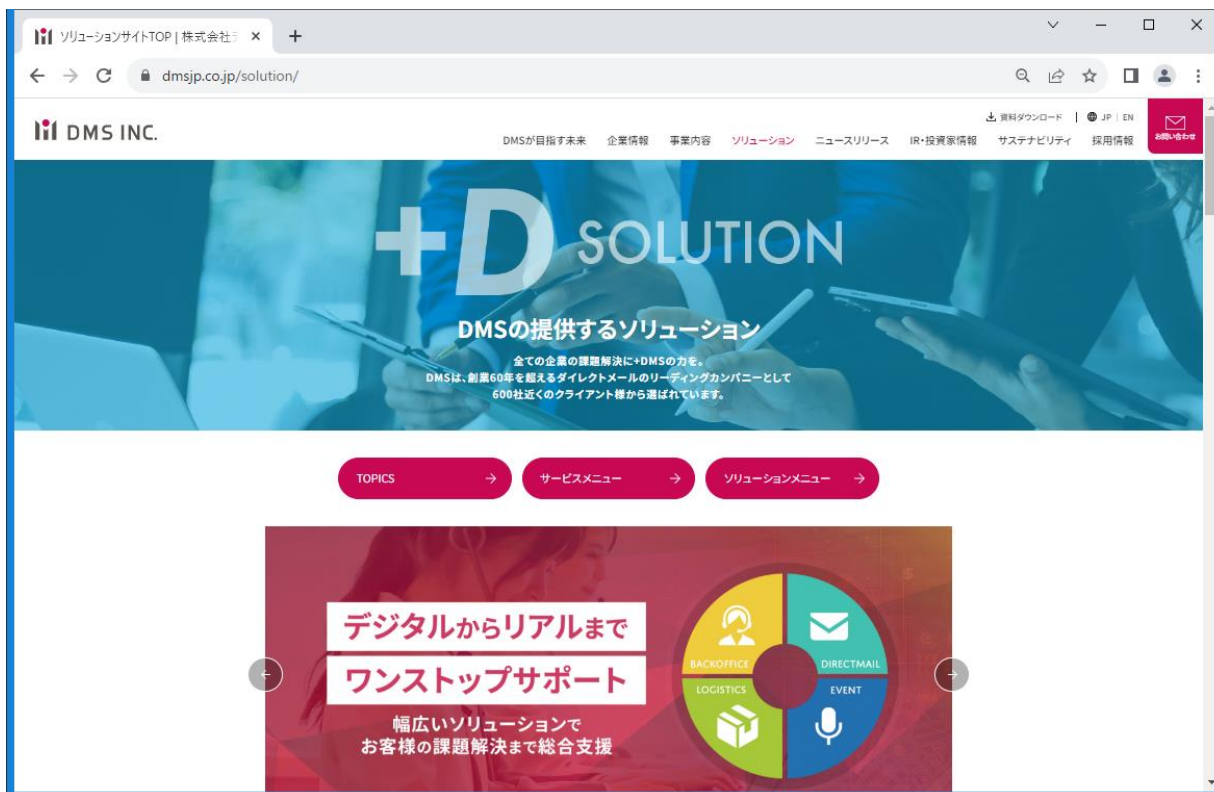 ソリューションサイトTOP | 株式会社
dmsjp.co.jp/solution/
DMS INC.
資料ダウンロード | JP | EN
DMSが目指す未来 企業情報 事業内容 ソリューション ニュースリリース IR・投資家情報 サステナビリティ 採用情報
お問い合わせ
+D SOLUTION
DMSの提供するソリューション
全ての企業の課題解決に+DMSの力を。
DMSは、創業60年を超えるダイレクトメールのリーディングカンパニーとして
600社近くのクライアント様から選ばれています。
TOPICS
サービスメニュー
ソリューションメニュー
デジタルからリアルまで
ワンストップサポート
幅広いソリューションで
お客様の課題解決まで総合支援
BACKOFFICE
DIRECTMAIL
LOGISTICS
EVENT